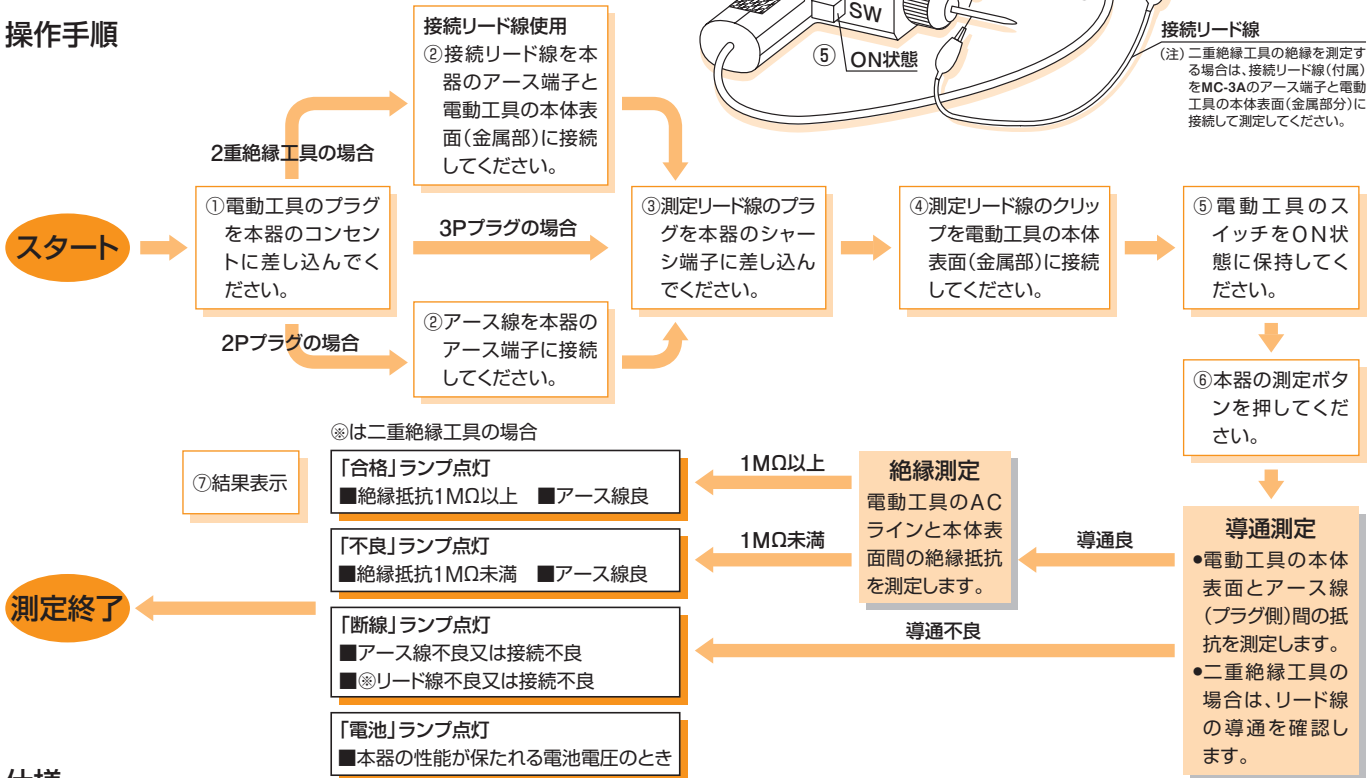 操作手順
SW
⑤ ON状態
接続リード線
(注)二重絶縁工具の絶縁を測定す
る場合は、接続リード線(付属)
をMC-3Aのアース端子と電動
工具の本体表面(金属部分)に
接続して測定してください。
接続リード線使用
②接続リード線を本
器のアース端子と
電動工具の本体表
面(金属部)に接続
してください。
2重絶縁工具の場合
スタート
①電動工具のプラグ
を本器のコンセン
トに差し込んでく
ださい。
3Pプラグの場合
2Pプラグの場合
②アース線を本器の
アース端子に接続
してください。
③測定リード線のプラ
グを本器のシャー
シ端子に差し込ん
でください。
④測定リード線のクリッ
プを電動工具の本体
表面(金属部)に接続
してください。
⑤電動工具のス
イッチをON状
態に保持してく
ださい。
⑥本器の測定ボタ
ンを押してくだ
さい。
導通測定
●電動工具の本体
表面とアース線
(プラグ側)間の抵
抗を測定します。
●二重絶縁工具の
場合は、リード線
の導通を確認し
ます。
導通良
導通不良
絶縁測定
電動工具のAC
ラインと本体表
面間の絶縁抵抗
を測定します。
1MΩ以上
1MΩ未満
※は二重絶縁工具の場合
⑦結果表示
「合格」ランプ点灯
■絶縁抵抗1MΩ以上 ■アース線良
「不良」ランプ点灯
■絶縁抵抗1MΩ未満 ■アース線良
「断線」ランプ点灯
■アース線不良又は接続不良
■※リード線不良又は接続不良
「電池」ランプ点灯
■本器の性能が保たれる電池電圧のとき
測定終了